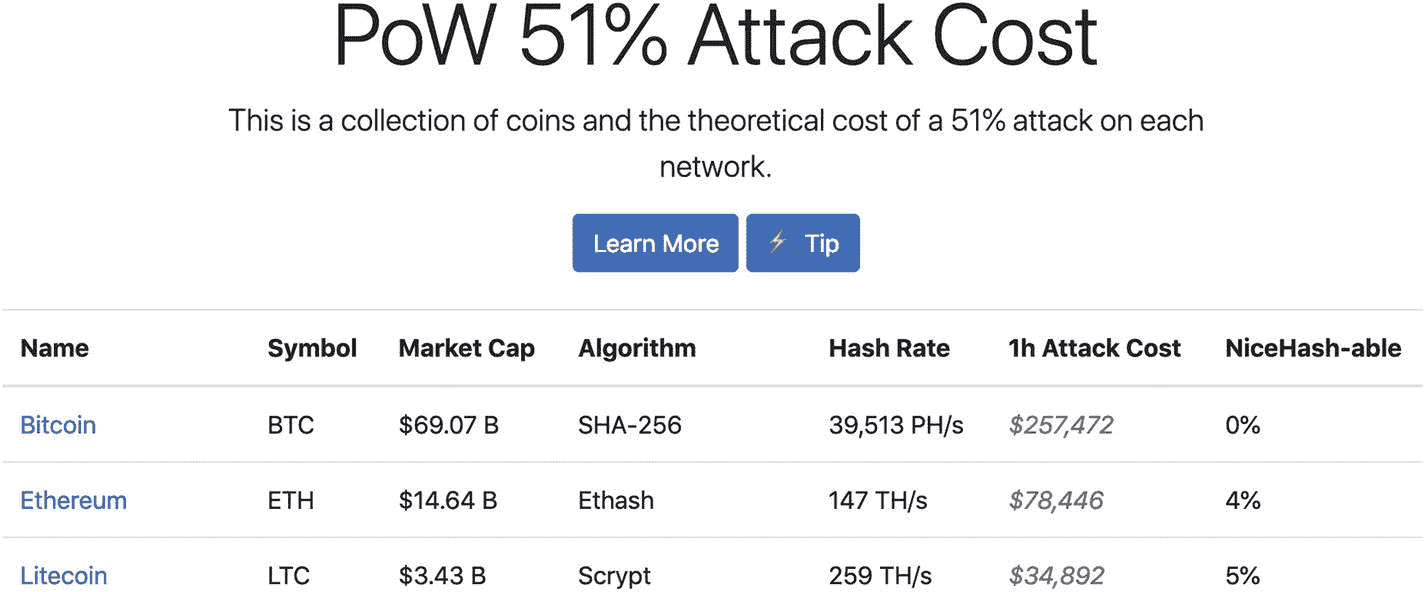 PoW 51% Attack Cost
This is a collection of coins and the theoretical cost of a 51% attack on each
network.
Learn More ⚡ Tip
Name Symbol Market Cap Algorithm Hash Rate 1h Attack Cost NiceHash-able
Bitcoin BTC $69.07 B SHA-256 39,513 PH/s $257,472 0%
Ethereum ETH $14.64 B Ethash 147 TH/s $78,446 4%
Litecoin LTC $3.43 B Scrypt 259 TH/s $34,892 5%